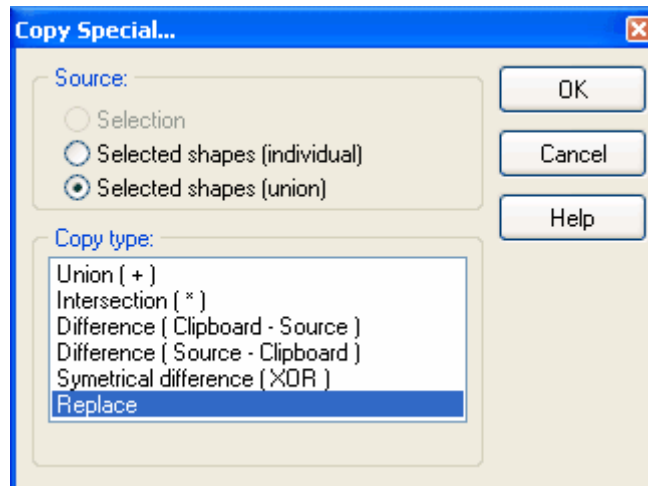 Copy Special...
Source:
Selection
Selected shapes (individual)
Selected shapes (union)
OK
Cancel
Help
Copy type:
Union ( + )
Intersection ( * )
Difference ( Clipboard - Source )
Difference ( Source - Clipboard )
Symetrical difference ( XOR )
Replace